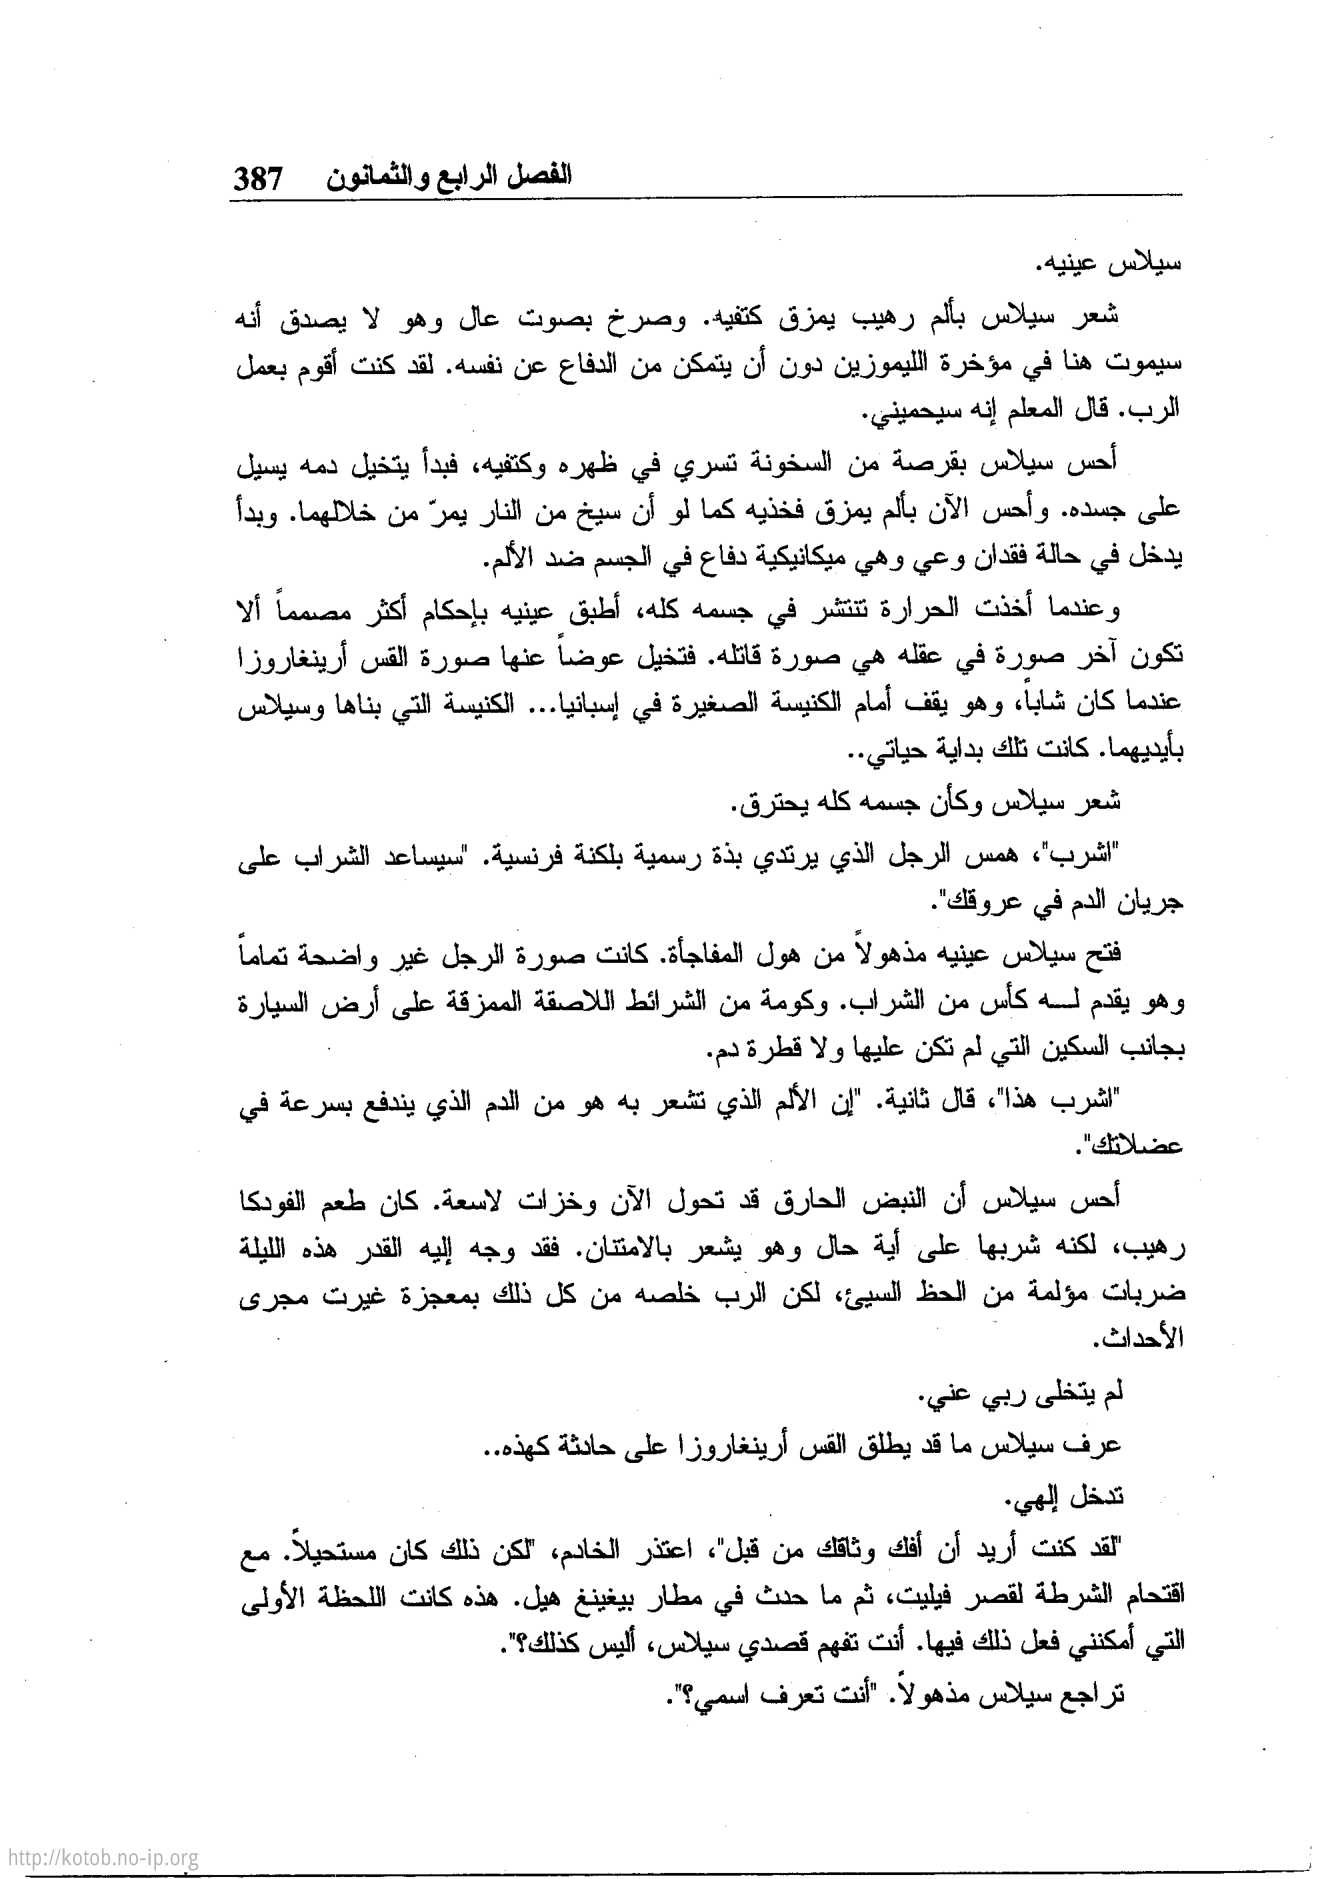 الفصل الرابع والثمانون 387
سيلاس عينيه.
شعر سيلاس بألم رهيب يمزق كتفيه. وصرخ بصوت عال وهو لا يصدق أنه
سيموت هنا في مؤخرة الليموزين دون أن يتمكن من الدفاع عن نفسه. لقد كنت أقوم بعمل
الرب. قال المعلم إنه سيحميني.
أحس سيلاس بقرصة من السخونة تسري في ظهره وكتفيه، فبدأ يتخيل دمه يسيل
على جسده. وأحس الآن بألم يمزق فخذيه كما لو أن سيخ من النار يمرّ من خلالهما. وبدأ
يدخل في حالة فقدان وعي وهي ميكانيكية دفاع في الجسم ضد الألم.
وعندما أخذت الحرارة تنتشر في جسمه كله، أطبق عينيه بإحكام أكثر مصمماً ألا
تكون آخر صورة في عقله هي صورة قاتله. فتخيل عوضاً عنها صورة القس أرينغاروزا
عندما كان شاباً، وهو يقف أمام الكنيسة الصغيرة في إسبانيا... الكنيسة التي بناها وسيلاس
بأيديهما. كانت تلك بداية حياتي..
شعر سيلاس وكأن جسمه كله يحترق.
"اشرب"، همس الرجل الذي يرتدي بذة رسمية بلكنة فرنسية. "سيساعد الشراب على
جريان الدم في عروقك".
فتح سيلاس عينيه مذهولاً من هول المفاجأة. كانت صورة الرجل غير واضحة تماماً
وهو يقدم لـــه كأس من الشراب. وكومة من الشرائط اللاصقة الممزقة على أرض السيارة
بجانب السكين التي لم تكن عليها ولا قطرة دم.
"اشرب هذا"، قال ثانية. "إن الألم الذي تشعر به هو من الدم الذي يندفع بسرعة في
عضلاتك".
أحس سيلاس أن النبض الحارق قد تحول الآن وخزات لاسعة. كان طعم الفودكا
رهيب، لكنه شربها على أية حال وهو يشعر بالامتنان. فقد وجه إليه القدر هذه الليلة
ضربات مؤلمة من الحظ السيئ، لكن الرب خلصه من كل ذلك بمعجزة غيرت مجرى
الأحداث.
لم يتخلى ربي عني.
عرف سيلاس ما قد يطلق القس أرينغاروزا على حادثة كهذه..
تدخل إلهي.
"لقد كنت أريد أن أفك وثاقك من قبل"، اعتذر الخادم، "لكن ذلك كان مستحيلاً. مع
اقتحام الشرطة لقصر فيليت، ثم ما حدث في مطار بيغينغ هيل. هذه كانت اللحظة الأولى
التي أمكنني فعل ذلك فيها. أنت تفهم قصدي سيلاس، أليس كذلك؟".
تراجع سيلاس مذهولاً. "أنت تعرف اسمي؟".
http://kotob.no-ip.org